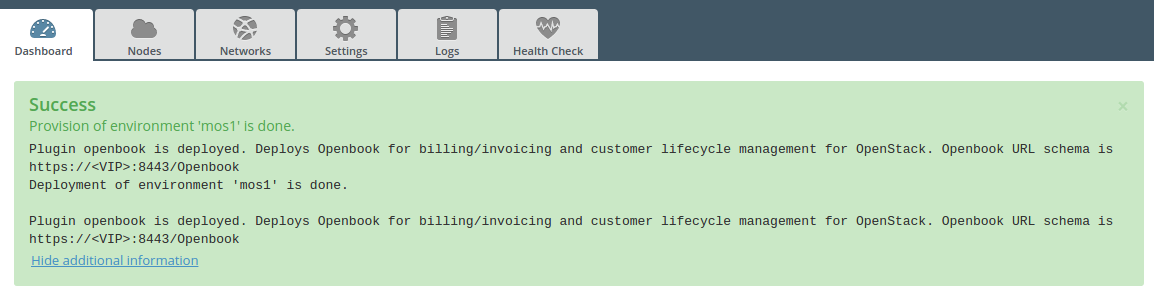 Dashboard
Nodes
Networks
Settings
Logs
Health Check
Success
×
Provision of environment 'mos1' is done.
Plugin openbook is deployed. Deploys Openbook for billing/invoicing and customer lifecycle management for OpenStack. Openbook URL schema is
https://<VIP>:8443/Openbook
Deployment of environment 'mos1' is done.
Plugin openbook is deployed. Deploys Openbook for billing/invoicing and customer lifecycle management for OpenStack. Openbook URL schema is
https://<VIP>:8443/Openbook
Hide additional information